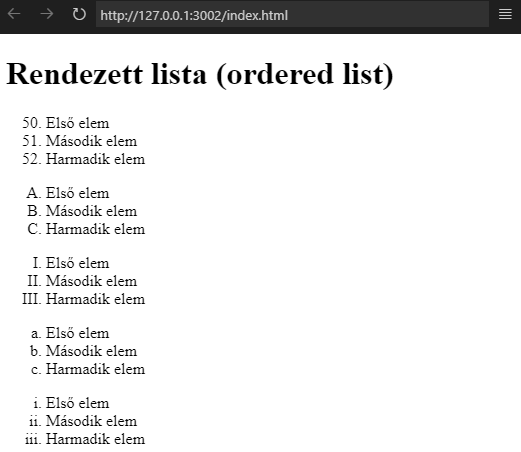 http://127.0.0.1:3002/index.html
Rendezett lista (ordered list)
50. Első elem
51. Második elem
52. Harmadik elem
A. Első elem
B. Második elem
C. Harmadik elem
I. Első elem
II. Második elem
III. Harmadik elem
a. Első elem
b. Második elem
c. Harmadik elem
i. Első elem
ii. Második elem
iii. Harmadik elem